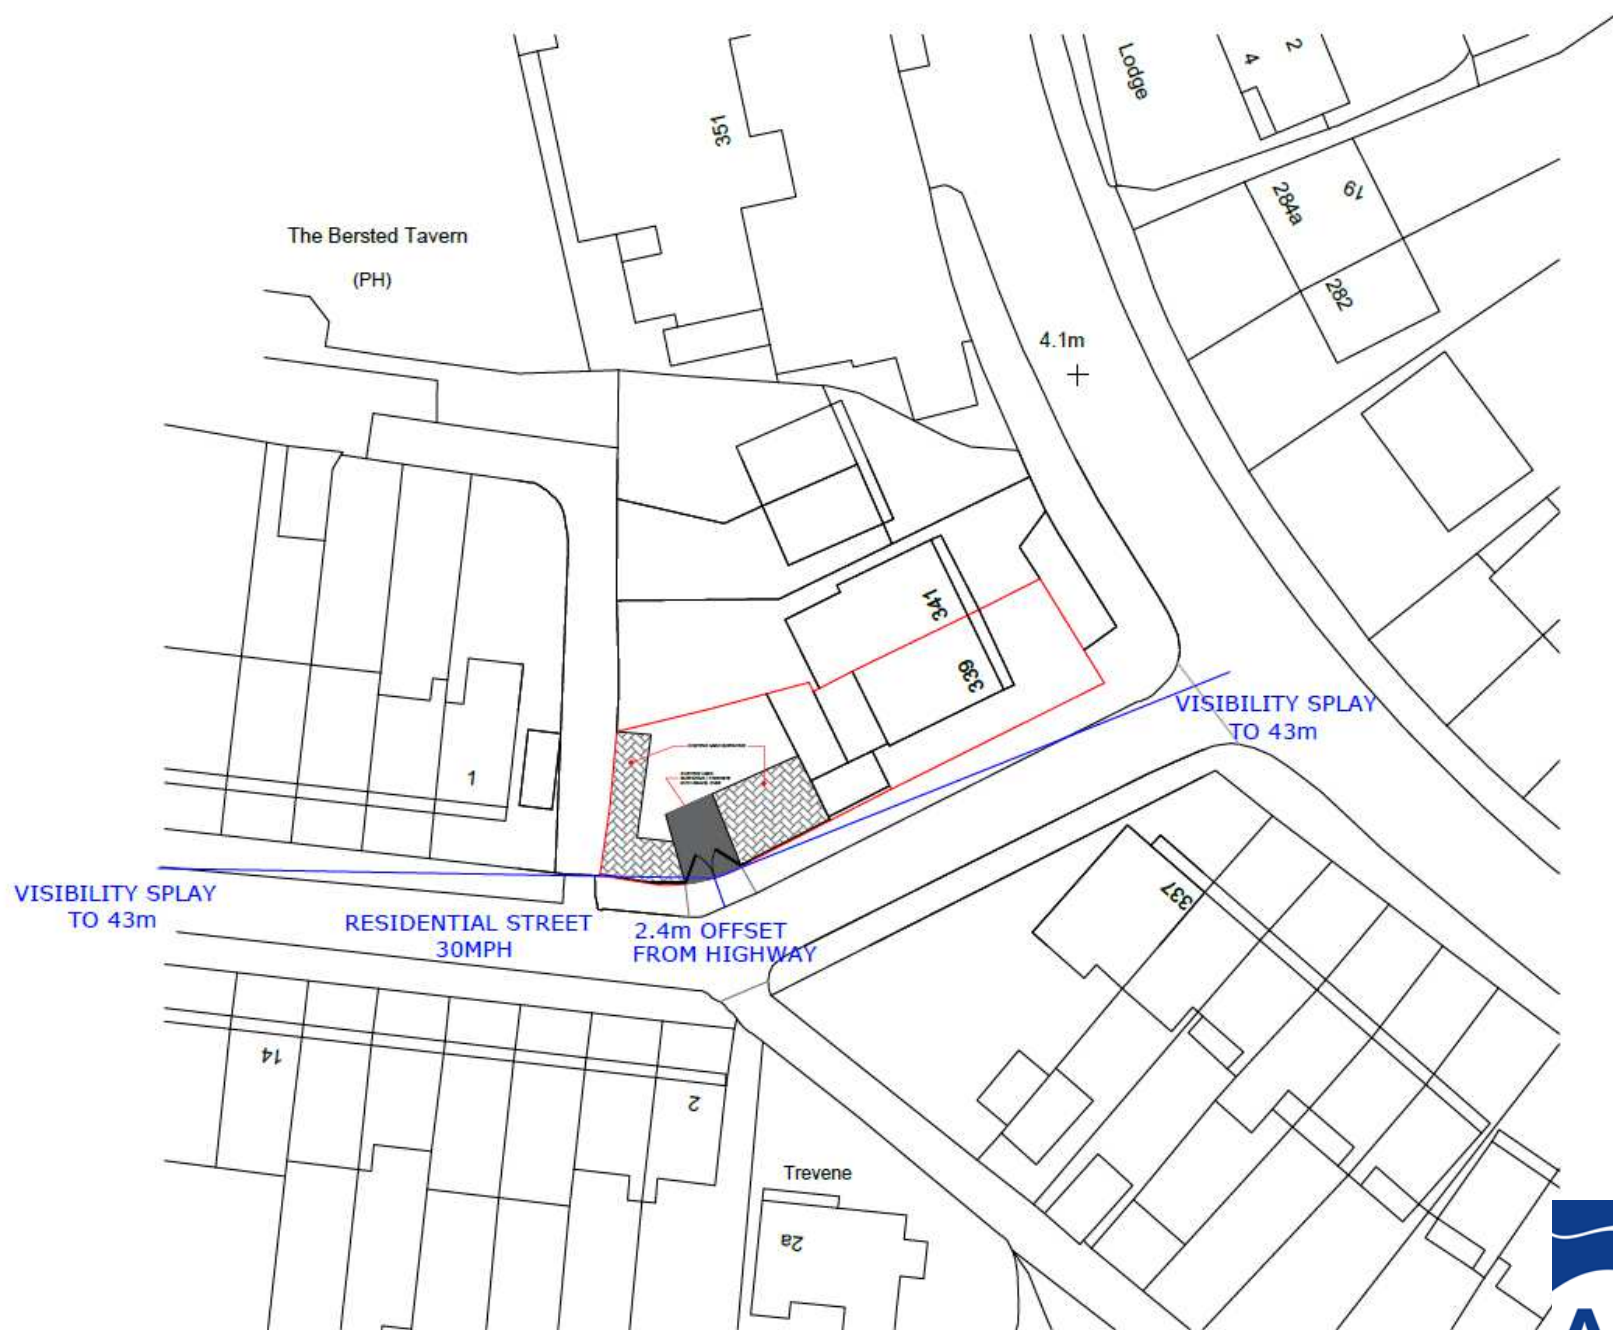 Lodge
4
2
351
The Bersted Tavern
(PH)
284a
19
282
4.1m
341
339
VISIBILITY SPLAY
TO 43m
1
VISIBILITY SPLAY
TO 43m
RESIDENTIAL STREET
30MPH
2.4m OFFSET
FROM HIGHWAY
337
14
2
Trevene
2a